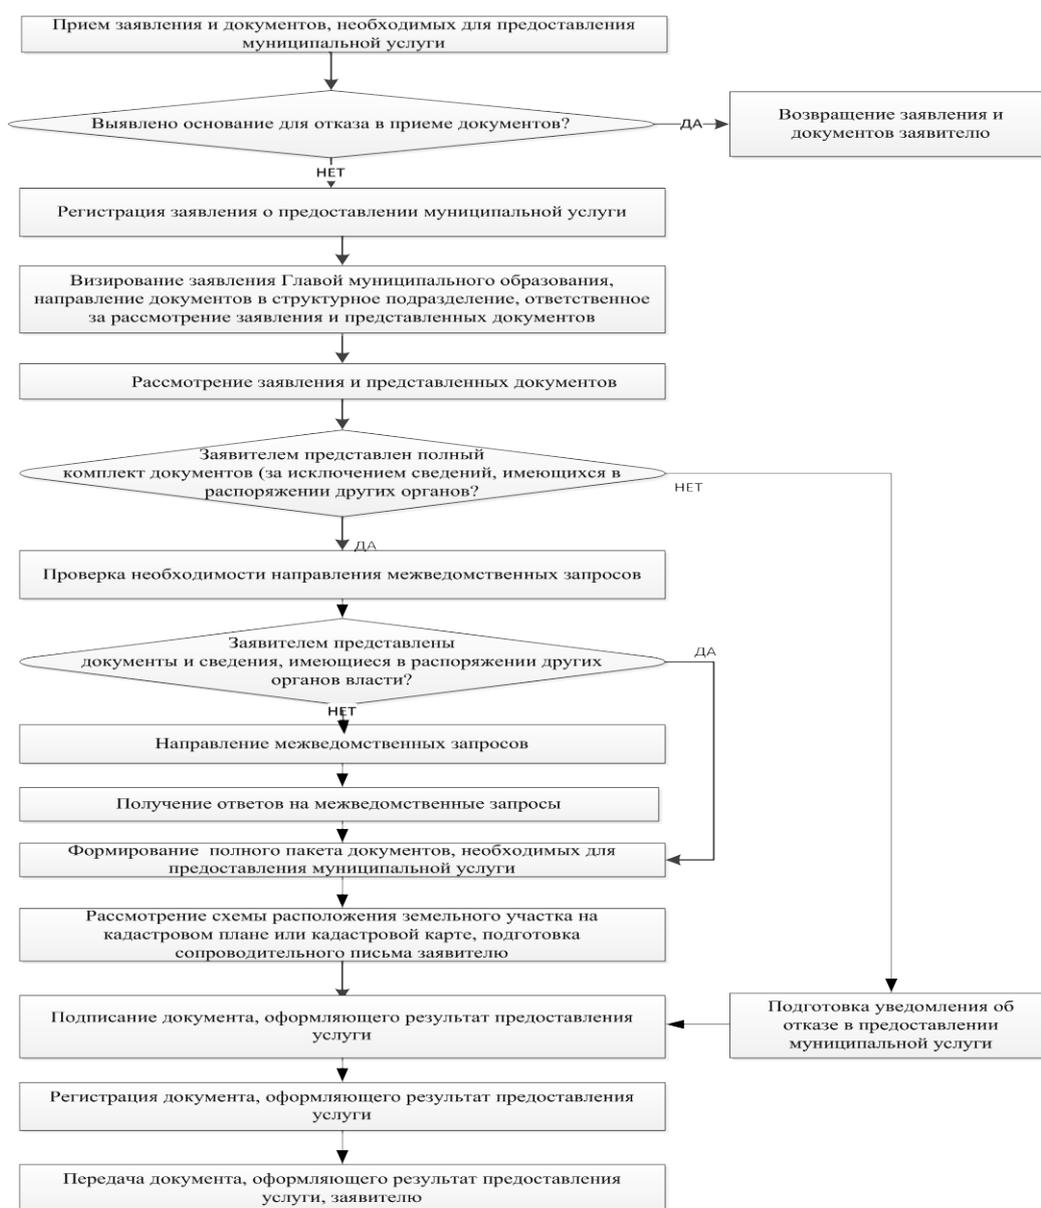 Прием заявления и документов, необходимых для предоставления
муниципальной услуги
Выявлено основание для отказа в приеме документов?
ДА
Возвращение заявления и
документов заявителю
НЕТ
Регистрация заявления о предоставлении муниципальной услуги
Визирование заявления Главой муниципального образования,
направление документов в структурное подразделение, ответственное
за рассмотрение заявления и представленных документов
Рассмотрение заявления и представленных документов
Заявителем представлен полный
комплект документов (за исключением сведений, имеющихся в
распоряжении других органов?
НЕТ
ДА
Проверка необходимости направления межведомственных запросов
Заявителем представлены
документы и сведения, имеющиеся в распоряжении других
органов власти?
ДА
НЕТ
Направление межведомственных запросов
Получение ответов на межведомственные запросы
Формирование полного пакета документов, необходимых для
предоставления муниципальной услуги
Рассмотрение схемы расположения земельного участка на
кадастровом плане или кадастровой карте, подготовка
сопроводительного письма заявителю
Подписание документа, оформляющего результат предоставления
услуги
Подготовка уведомления об
отказе в предоставлении
муниципальной услуги
Регистрация документа, оформляющего результат предоставления
услуги
Передача документа, оформляющего результат предоставления
услуги, заявителю